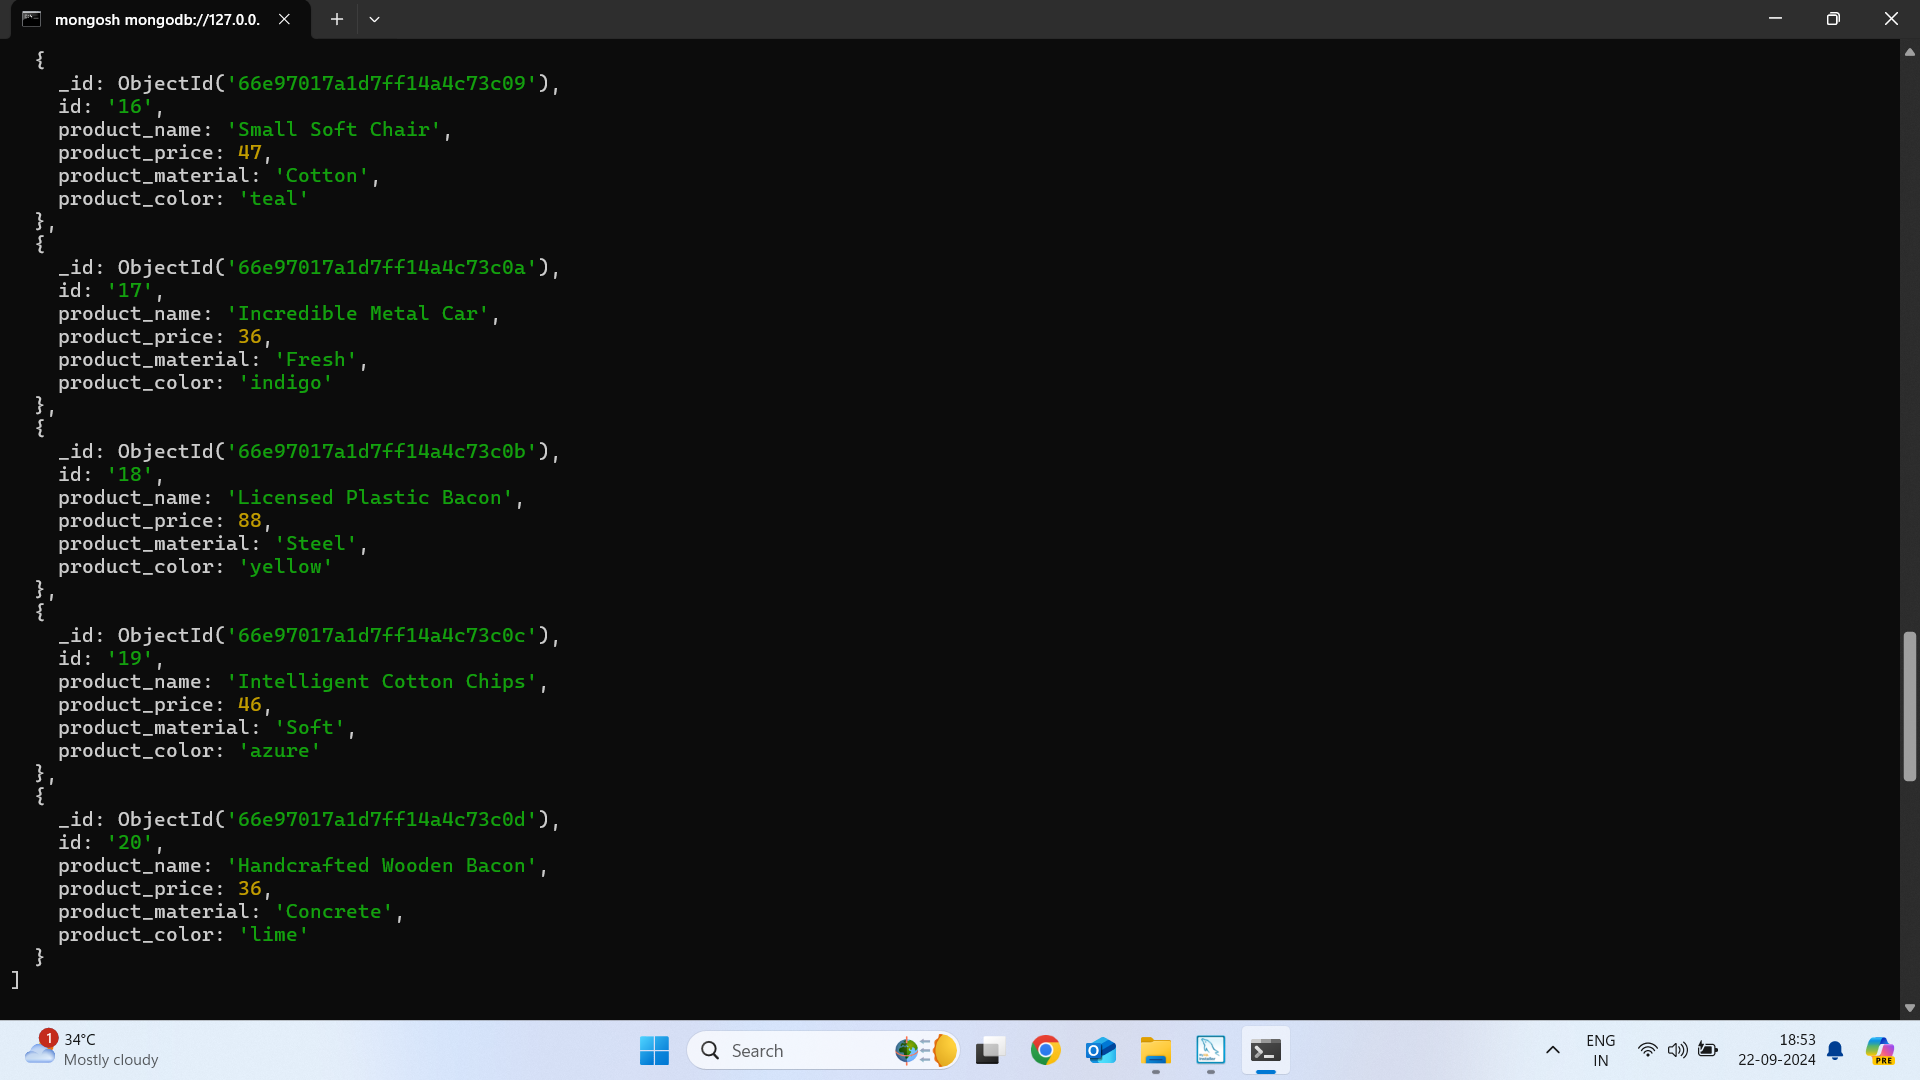 mongosh mongodb://127.0.0.
{
_id: ObjectId('66e97017a1d7ff14a4c73c09'),
id: '16',
product_name: 'Small Soft Chair',
product_price: 47,
product_material: 'Cotton',
product_color: 'teal'
},
{
_id: ObjectId('66e97017a1d7ff14a4c73c0a'),
id: '17',
product_name: 'Incredible Metal Car',
product_price: 36,
product_material: 'Fresh',
product_color: 'indigo'
},
{
_id: ObjectId('66e97017a1d7ff14a4c73c0b'),
id: '18',
product_name: 'Licensed Plastic Bacon',
product_price: 88,
product_material: 'Steel',
product_color: 'yellow'
},
{
_id: ObjectId('66e97017a1d7ff14a4c73c0c'),
id: '19',
product_name: 'Intelligent Cotton Chips',
product_price: 46,
product_material: 'Soft',
product_color: 'azure'
},
{
_id: ObjectId('66e97017a1d7ff14a4c73c0d'),
id: '20',
product_name: 'Handcrafted Wooden Bacon',
product_price: 36,
product_material: 'Concrete',
product_color: 'lime'
}
]
1
34°C
Mostly cloudy
Search
ENG
IN
18:53
22-09-2024
PRE